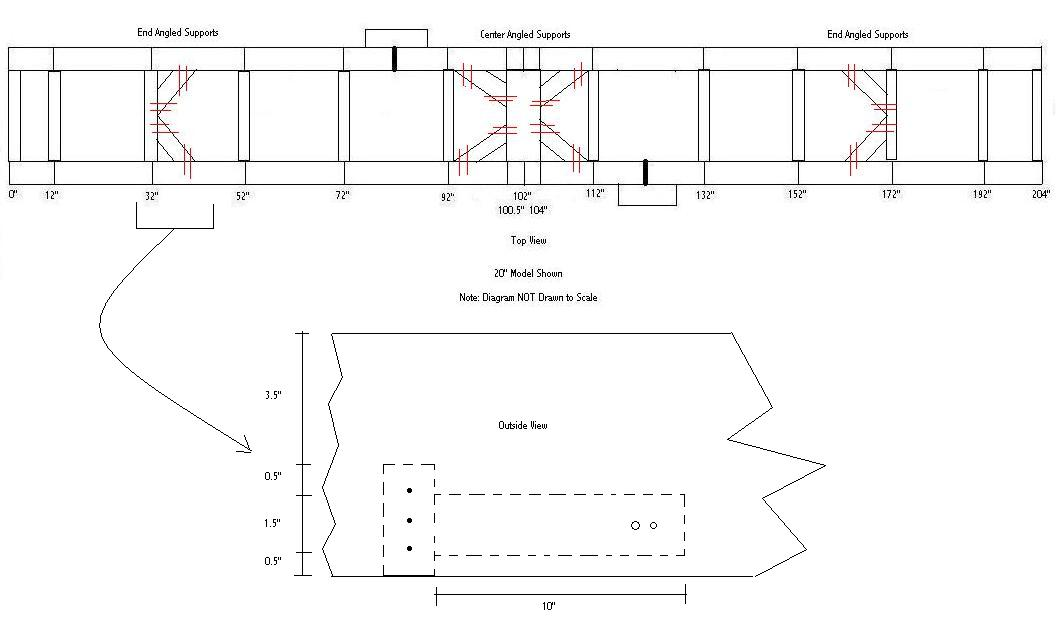 End Angled Supports
Center Angled Supports
End Angled Supports
0"
12"
32"
52"
72"
92"
102"
112"
132"
152"
172"
192"
204"
100.5" 104"
Top View
20" Model Shown
Note: Diagram NOT Drawn to Scale
3.5"
Outside View
0.5"
1.5"
0.5"
10"